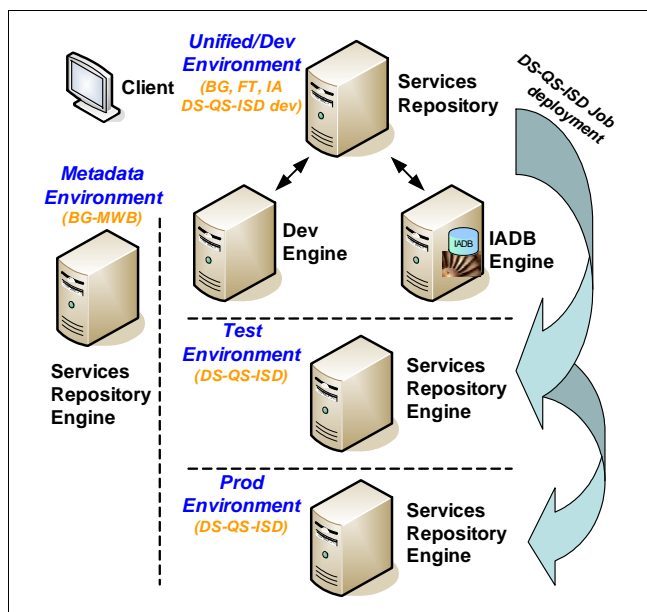 Unified/Dev
Environment
(BG, FT, IA
DS-QS-ISD dev)
Client
Services
Repository
DS-QS-ISD Job
deployment
Metadata
Environment
(BG-MWB)
Services
Repository
Engine
Dev
Engine
IADB
IADB
Engine
Test
Environment
(DS-QS-ISD)
Services
Repository
Engine
Prod
Environment
(DS-QS-ISD)
Services
Repository
Engine